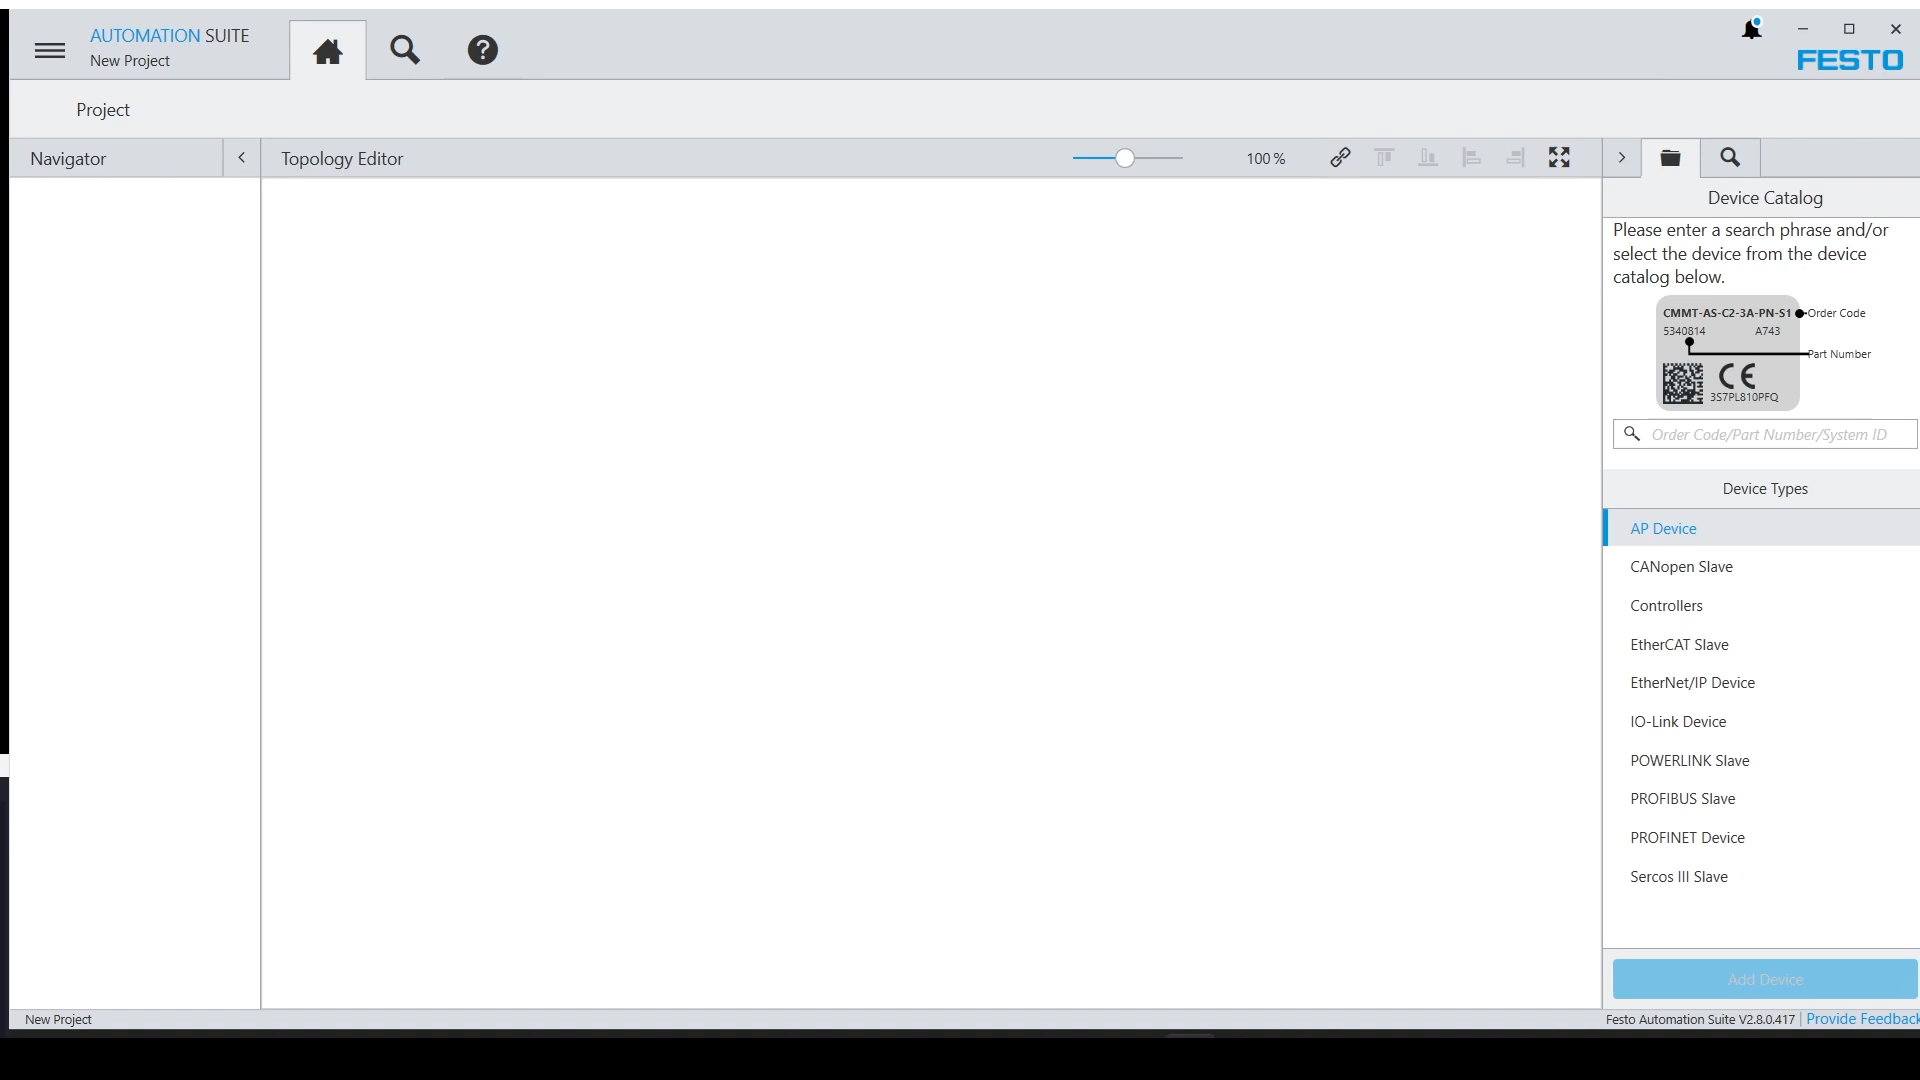 AUTOMATION SUITE
New Project
FESTO
Project
Navigator
Topology Editor
100 %
Device Catalog
Please enter a search phrase and/or
select the device from the device
catalog below.
CMMT-AS-C2-3A-PN-S1
Order Code
5340814
A743
Part Number
CE
3S7PL810PFQ
Order Code/Part Number/System ID
Device Types
AP Device
CANopen Slave
Controllers
EtherCAT Slave
EtherNet/IP Device
IO-Link Device
POWERLINK Slave
PROFIBUS Slave
PROFINET Device
Sercos III Slave
Add Device
New Project
Festo Automation Suite V2.8.0.417
Provide Feedback